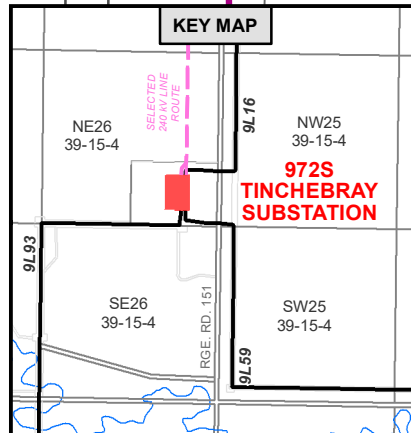 KEY MAP
SELECTED
240 kV LINE
ROUTE
9L16
NE26
39-15-4
NW25
39-15-4
972S
TINCHEBRAY
SUBSTATION
9L93
SE26
39-15-4
RGE. RD. 151
SW25
39-15-4
9L59